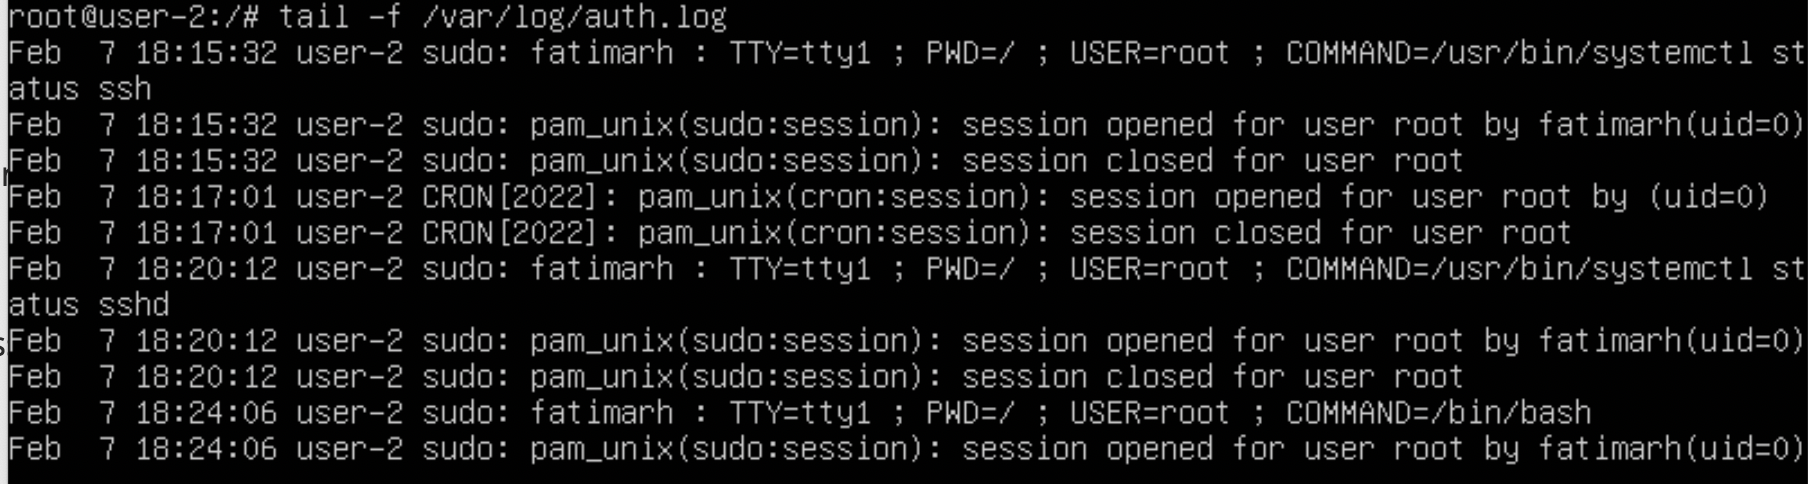 root@user-2:/# tail -f /var/log/auth.log
Feb  7 18:15:32 user-2 sudo: fatimarh : TTY=tty1 ; PWD=/ ; USER=root ; COMMAND=/usr/bin/systemctl st
atus ssh
Feb  7 18:15:32 user-2 sudo: pam_unix(sudo:session): session opened for user root by fatimarh(uid=0)
Feb  7 18:15:32 user-2 sudo: pam_unix(sudo:session): session closed for user root
Feb  7 18:17:01 user-2 CRON[2022]: pam_unix(cron:session): session opened for user root by (uid=0)
Feb  7 18:17:01 user-2 CRON[2022]: pam_unix(cron:session): session closed for user root
Feb  7 18:20:12 user-2 sudo: fatimarh : TTY=tty1 ; PWD=/ ; USER=root ; COMMAND=/usr/bin/systemctl st
atus sshd
Feb  7 18:20:12 user-2 sudo: pam_unix(sudo:session): session opened for user root by fatimarh(uid=0)
Feb  7 18:20:12 user-2 sudo: pam_unix(sudo:session): session closed for user root
Feb  7 18:24:06 user-2 sudo: fatimarh : TTY=tty1 ; PWD=/ ; USER=root ; COMMAND=/bin/bash
Feb  7 18:24:06 user-2 sudo: pam_unix(sudo:session): session opened for user root by fatimarh(uid=0)